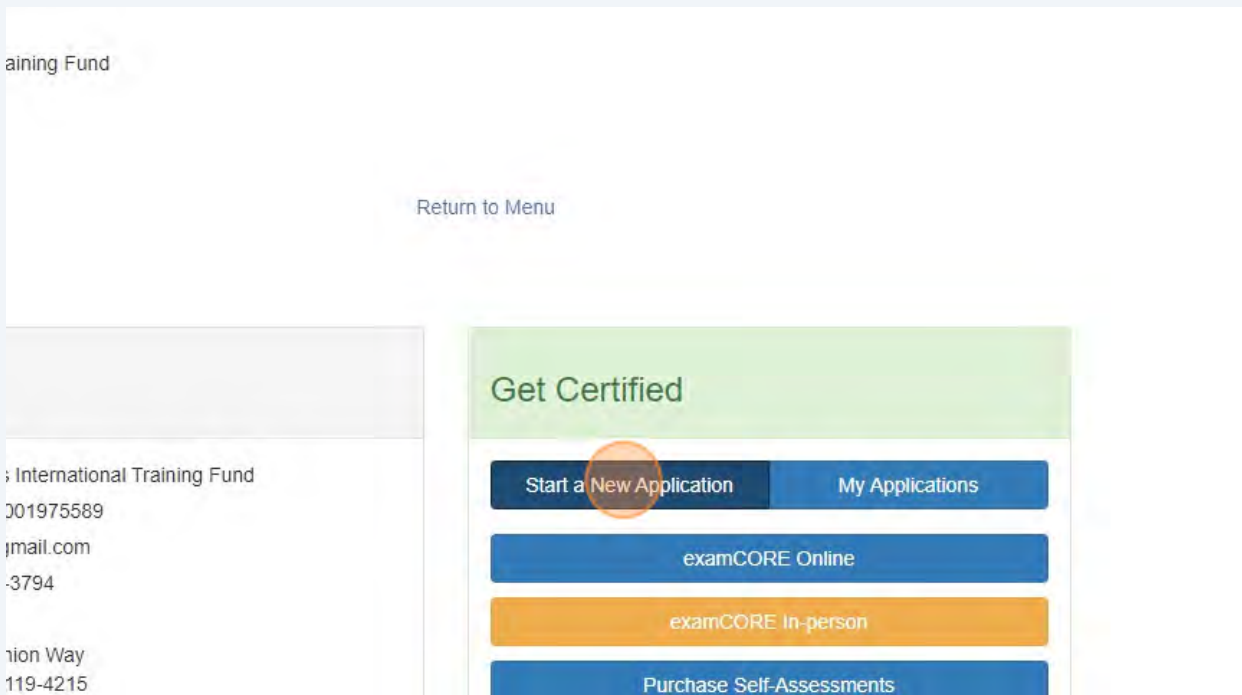 aining Fund
Return to Menu
Get Certified
s International Training Fund
001975589
gmail.com
-3794
nion Way
119-4215
Start a New Application
My Applications
examCORE Online
examCORE In-person
Purchase Self-Assessments